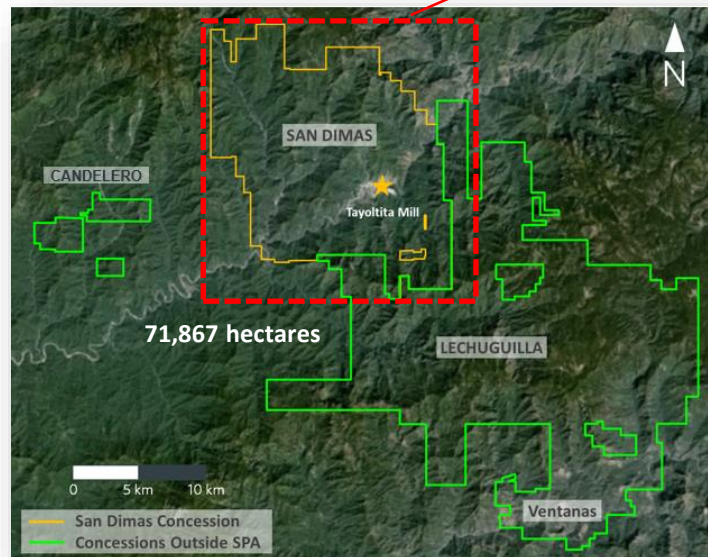 N
SAN DIMAS
CANDELERO
Tayoltita Mill
71,867 hectares
LECHUGUILLA
0 5 km 10 km
Ventanas
San Dimas Concession
Concessions Outside SPA